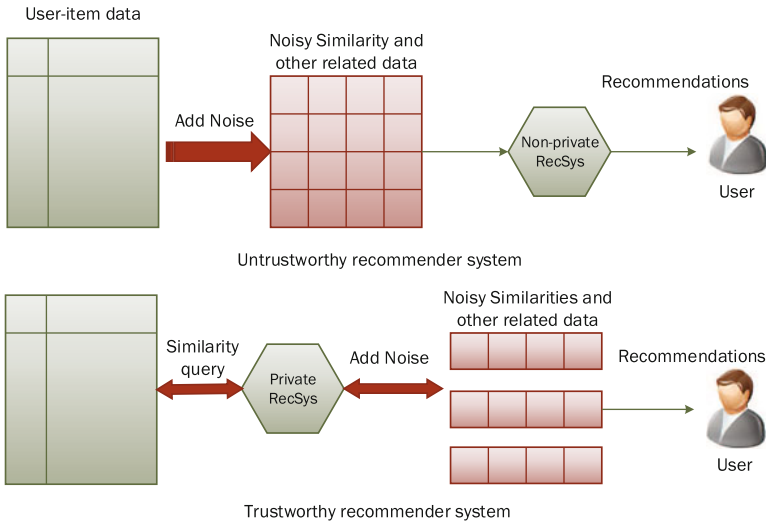 User-item data
Noisy Similarity and
other related data
Add Noise
Non-private
RecSys
Recommendations
User
Untrustworthy recommender system
Similarity
query
Private
RecSys
Add Noise
Noisy Similarities and
other related data
Recommendations
User
Trustworthy recommender system